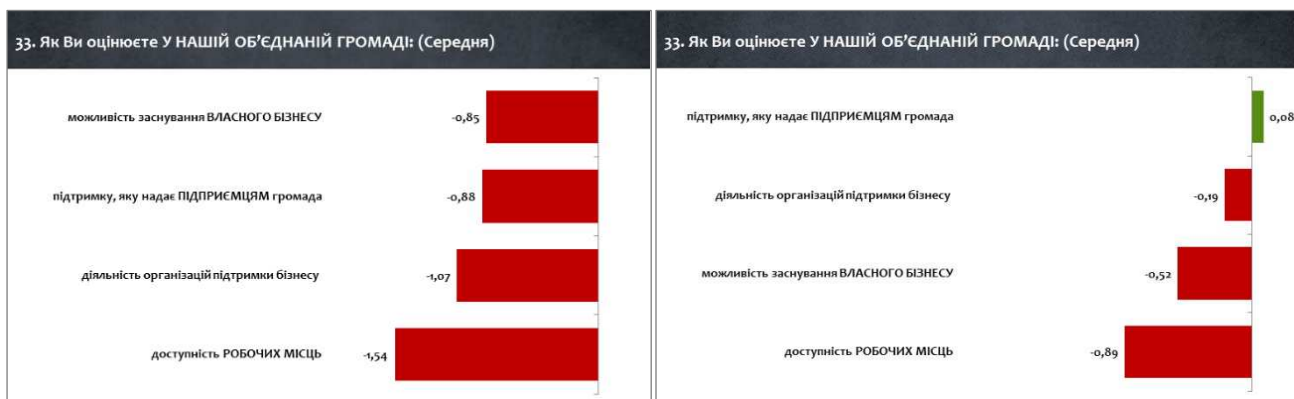 33. Як Ви оцінюєте У НАШІЙ ОБ’ЄДНАНІЙ ГРОМАДІ: (Середня)
можливість заснування ВЛАСНОГО БІЗНЕСУ
-0,85
підтримку, яку надає ПІДПРИЄМЦЯМ громада
-0,88
діяльність організацій підтримки бізнесу
-1,07
доступність РОБОЧИХ МІСЦЬ
-1,54
33. Як Ви оцінюєте У НАШІЙ ОБ’ЄДНАНІЙ ГРОМАДІ: (Середня)
підтримку, яку надає ПІДПРИЄМЦЯМ громада
0,08
діяльність організацій підтримки бізнесу
-0,19
можливість заснування ВЛАСНОГО БІЗНЕСУ
-0,52
доступність РОБОЧИХ МІСЦЬ
-0,89